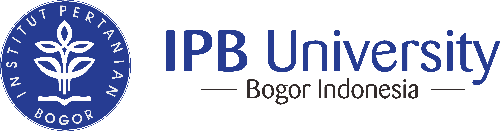 INSTITUT PERTANIAN
BOGOR
IPB University
Bogor Indonesia